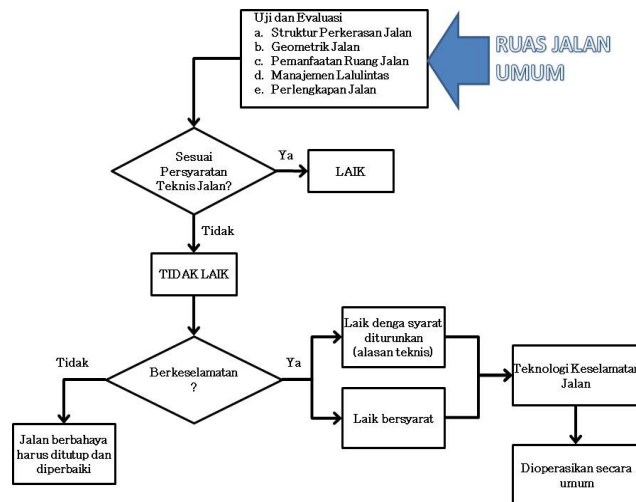 Uji dan Evaluasi
a. Struktur Perkerasan Jalan
b. Geometrik Jalan
c. Pemanfaatan Ruang Jalan
d. Manajemen Lalulintas
e. Perlengkapan Jalan
RUAS JALAN
UMUM
Sesuai
Persyaratan
Teknis Jalan?
Ya
LAIK
Tidak
TIDAK LAIK
Berkeselamatan
?
Tidak
Ya
Jalan berbahaya
harus ditutup dan
diperbaiki
Laik denga syarat
diturunkan
(alasan teknis)
Laik bersyarat
Teknologi Keselamatan
Jalan
Dioperasikan secara
umum